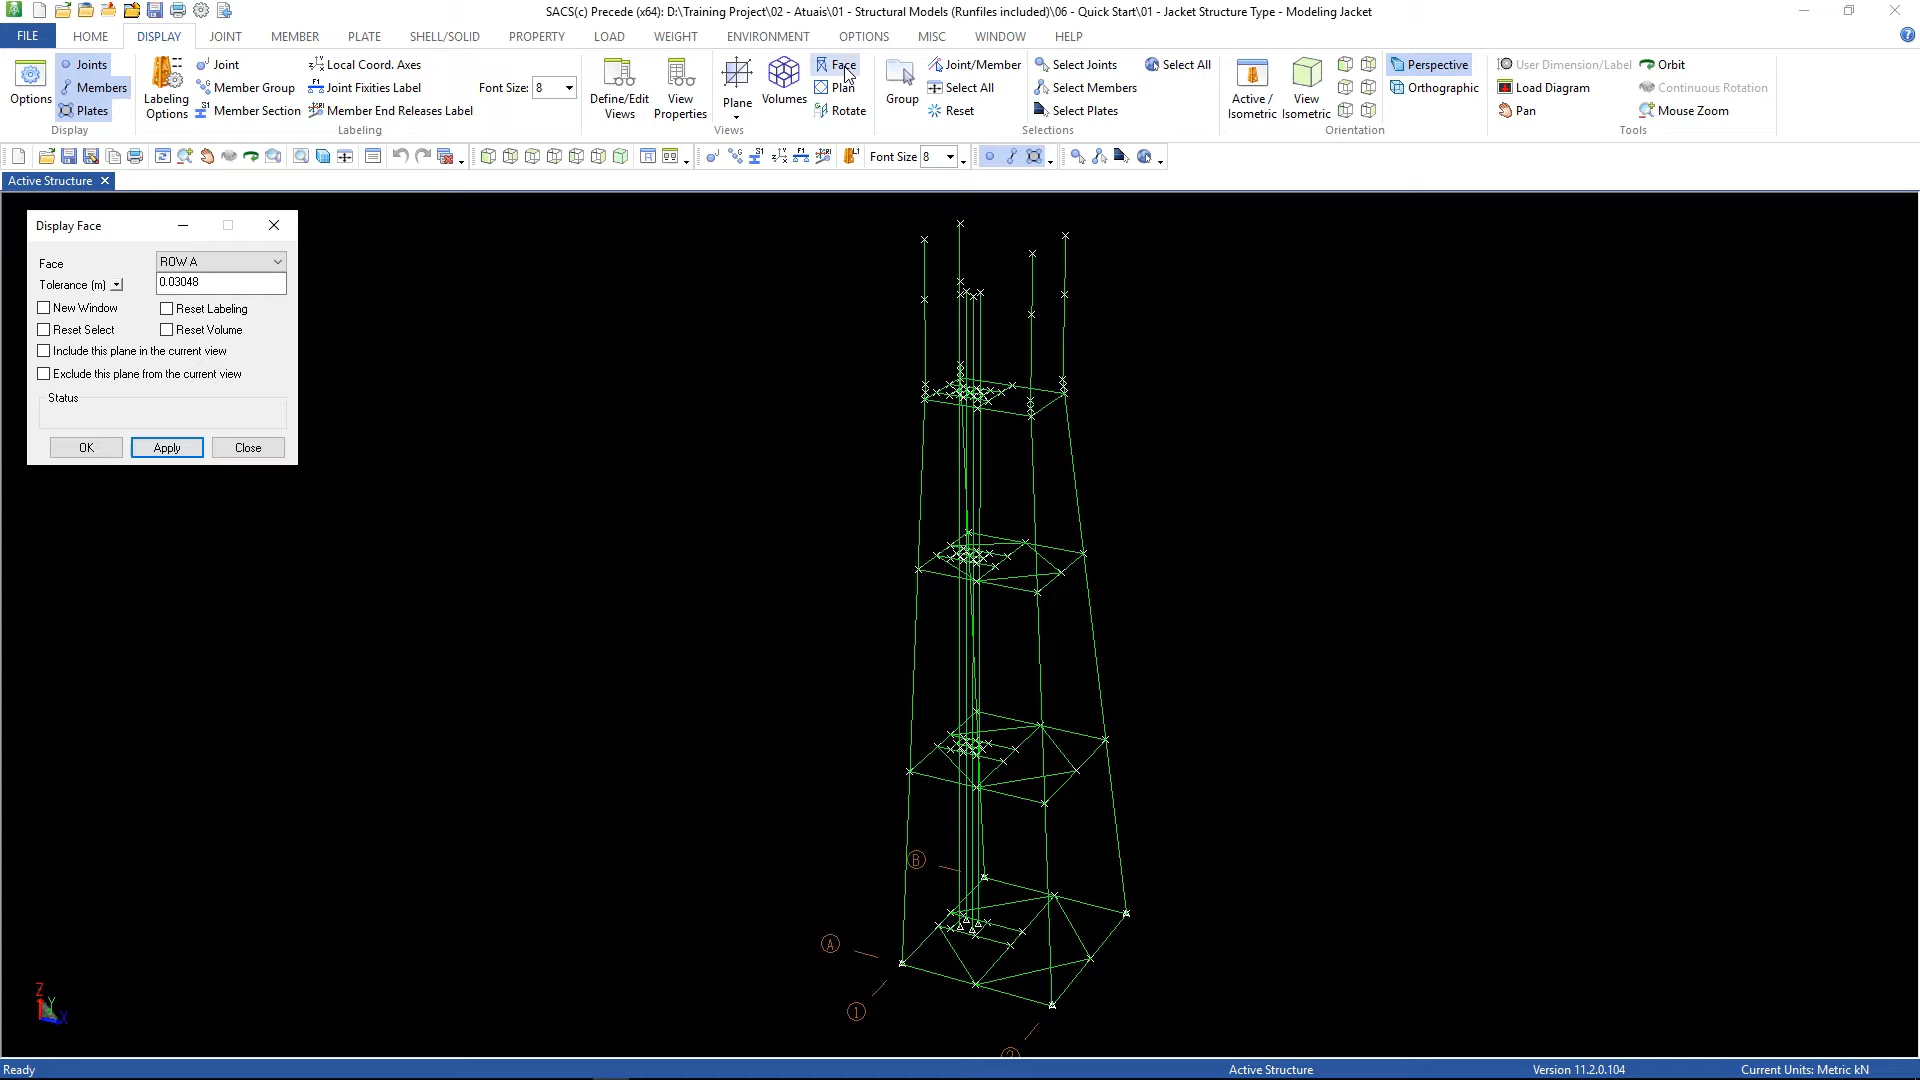 SACS(c) Precede (x64): D:\Training Project\02 - Atuais\01 - Structural Models (Runfiles included)\06 - Quick Start\01 - Jacket Structure Type - Modeling Jacket
FILE HOME DISPLAY JOINT MEMBER PLATE SHELL/SOLID PROPERTY LOAD WEIGHT ENVIRONMENT OPTIONS MISC WINDOW HELP
Joints Joint Local Coord. Axes Face Joint/Member Select Joints Select All Perspective User Dimension/Label Orbit
Options Members Labeling Options Member Group Joint Fixities Label Font Size: 8 Define/Edit Views View Properties Plane Volumes Plan Group Select All Select Members Active / Isometric View Isometric Orthographic Load Diagram Continuous Rotation
Plates Member Section Member End Releases Label Rotate Reset Select Plates Pan Mouse Zoom
Display Labeling Views Selections Orientation Tools
Font Size 8
Active Structure
Display Face
Face ROW A
Tolerance (m) 0.03048
New Window Reset Labeling
Reset Select Reset Volume
Include this plane in the current view
Exclude this plane from the current view
Status
OK Apply Close
B
A
1
Z
Y
X
Ready Active Structure Version 11.2.0.104 Current Units: Metric kN